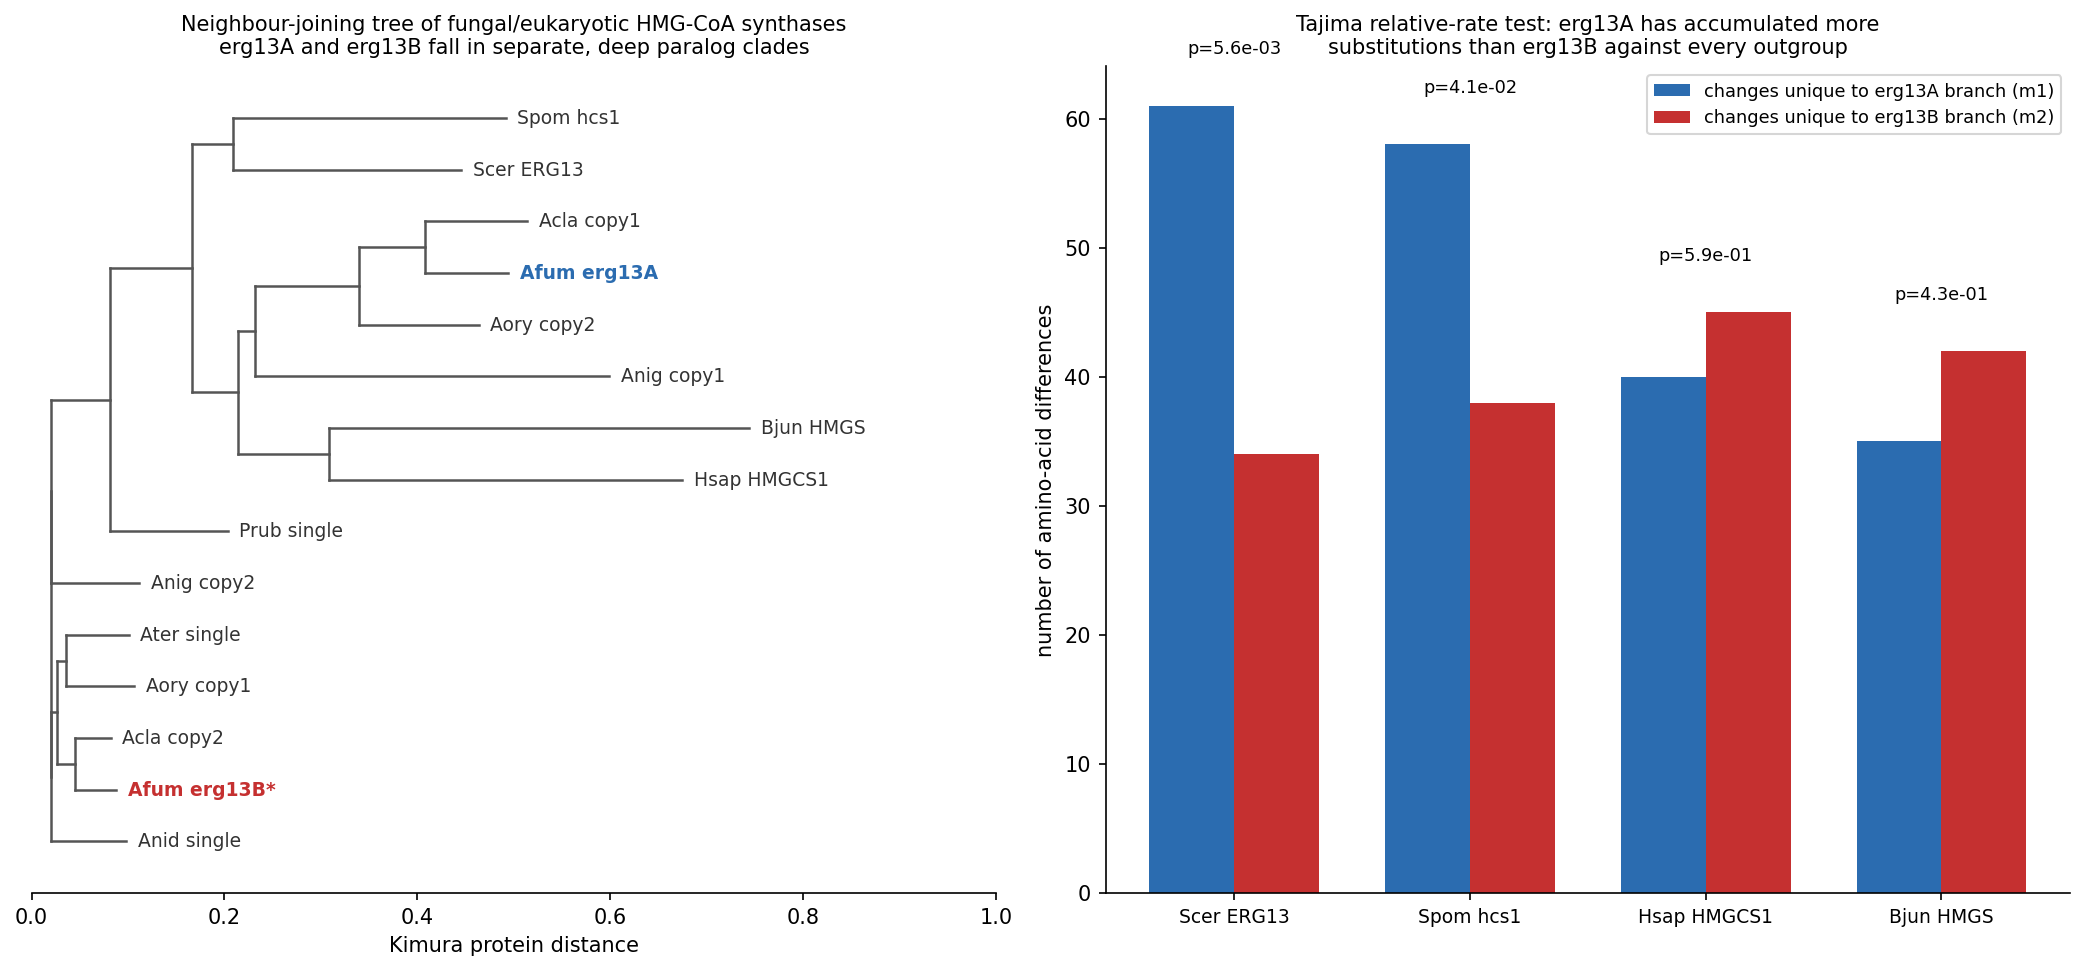 Neighbour-joining tree of fungal/eukaryotic HMG-CoA synthases
erg13A and erg13B fall in separate, deep paralog clades
Spom hcs1
Scer ERG13
Acla copy1
Afum erg13A
Aory copy2
Anig copy1
Bjun HMGS
Hsap HMGCS1
Prub single
Anig copy2
Ater single
Aory copy1
Acla copy2
Afum erg13B*
Anid single
0.0 0.2 0.4 0.6 0.8 1.0
Kimura protein distance
Tajima relative-rate test: erg13A has accumulated more
substitutions than erg13B against every outgroup
p=5.6e-03
p=4.1e-02
p=5.9e-01
p=4.3e-01
changes unique to erg13A branch (m1)
changes unique to erg13B branch (m2)
number of amino-acid differences
60
50
40
30
20
10
0
Scer ERG13 Spom hcs1 Hsap HMGCS1 Bjun HMGS